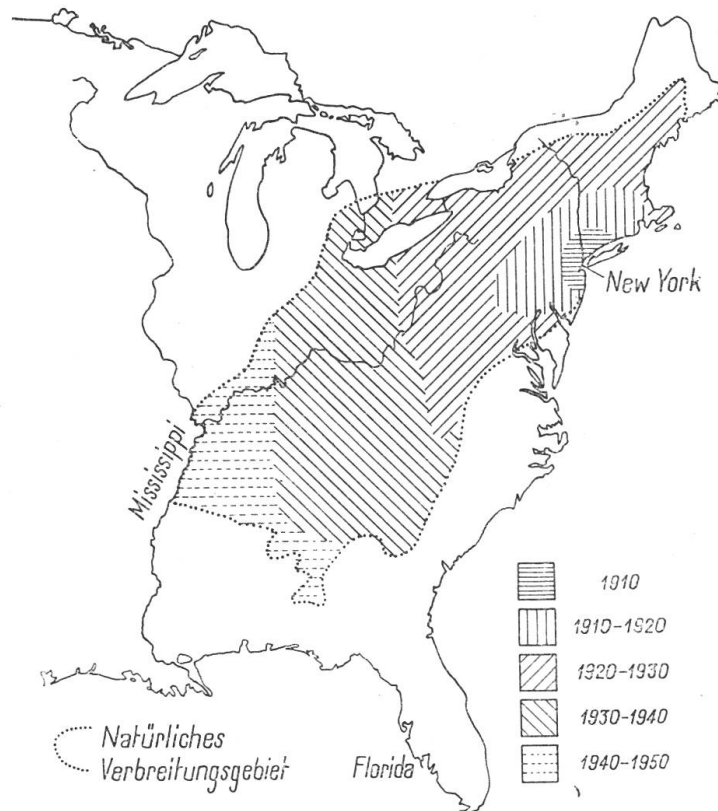 New York
Mississippi
1910
1910-1920
1920-1930
1930-1940
1940-1950
Natürliches
Verbreitungsgebiet
Florida